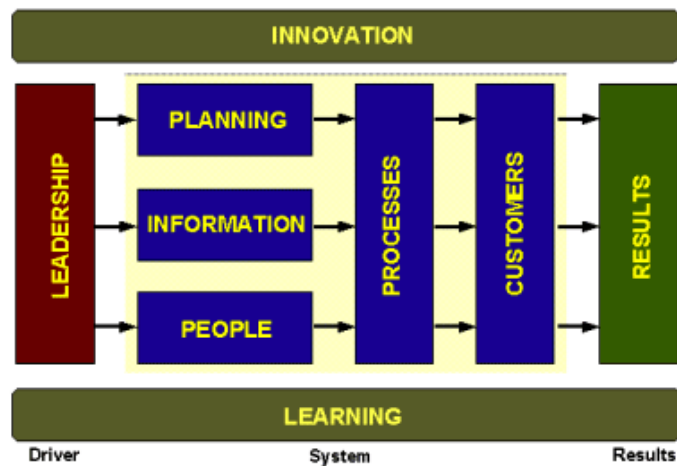 INNOVATION
LEADERSHIP
PLANNING
INFORMATION
PEOPLE
PROCESSES
CUSTOMERS
RESULTS
LEARNING
Driver
System
Results